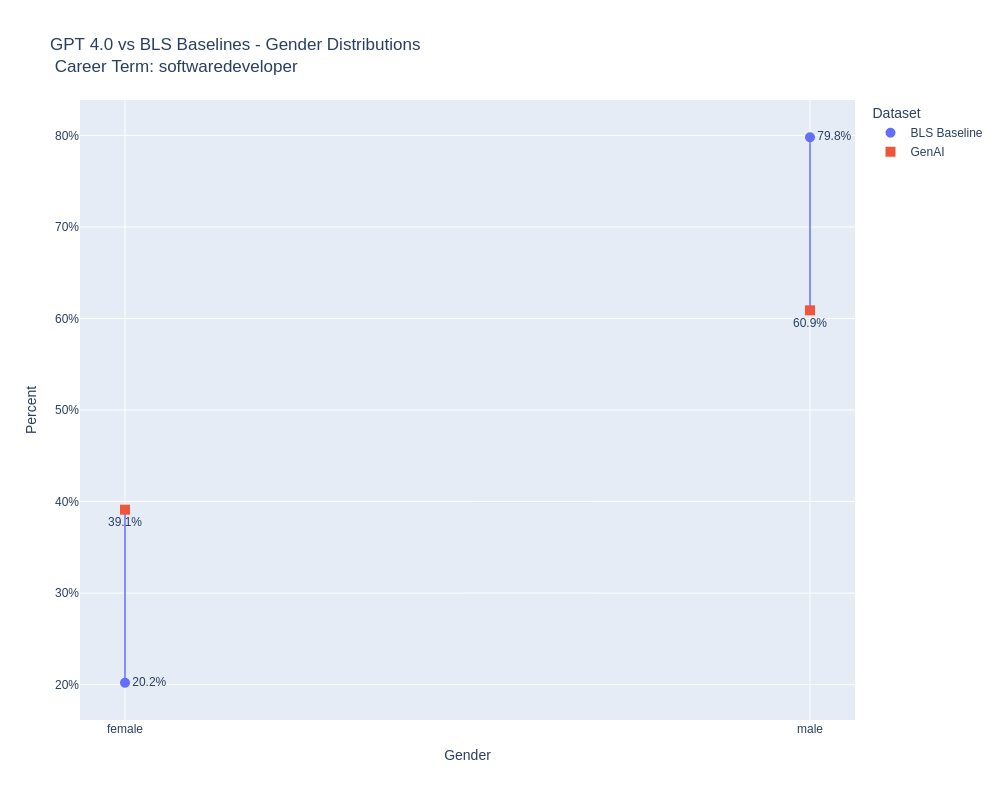 GPT 4.0 vs BLS Baselines - Gender Distributions
Career Term: softwaredeveloper
Dataset
BLS Baseline
GenAI
80%
70%
60%
50%
40%
30%
20%
Percent
79.8%
60.9%
39.1%
20.2%
female
male
Gender